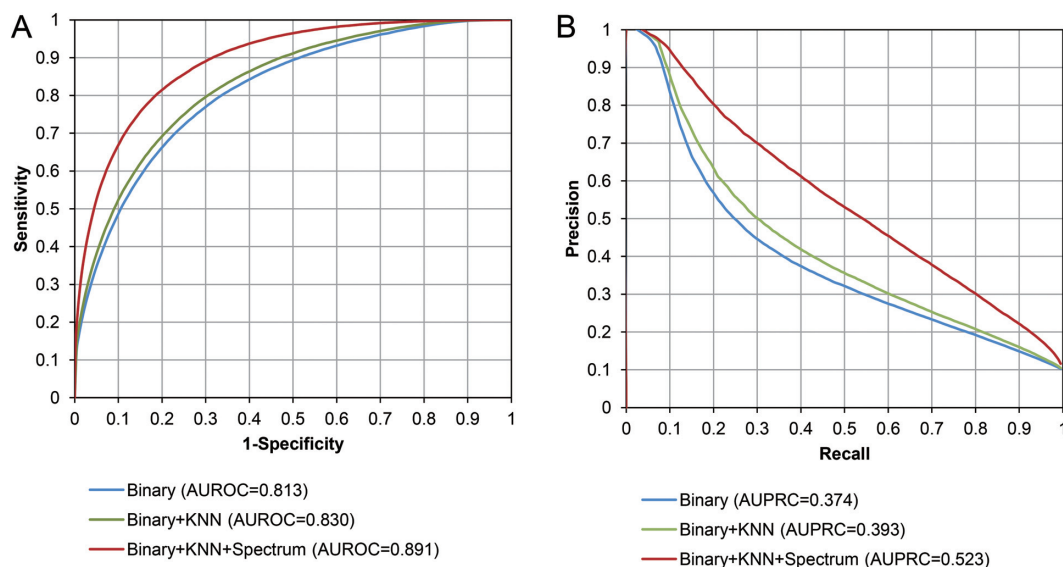 A
1
0.9
0.8
0.7
0.6
0.5
0.4
0.3
0.2
0.1
0
Sensitivity
0 0.1 0.2 0.3 0.4 0.5 0.6 0.7 0.8 0.9 1
1-Specificity
Binary (AUROC=0.813)
Binary+KNN (AUROC=0.830)
Binary+KNN+Spectrum (AUROC=0.891)
B
1
0.9
0.8
0.7
0.6
0.5
0.4
0.3
0.2
0.1
0
Precision
0 0.1 0.2 0.3 0.4 0.5 0.6 0.7 0.8 0.9 1
Recall
Binary (AUPRC=0.374)
Binary+KNN (AUPRC=0.393)
Binary+KNN+Spectrum (AUPRC=0.523)